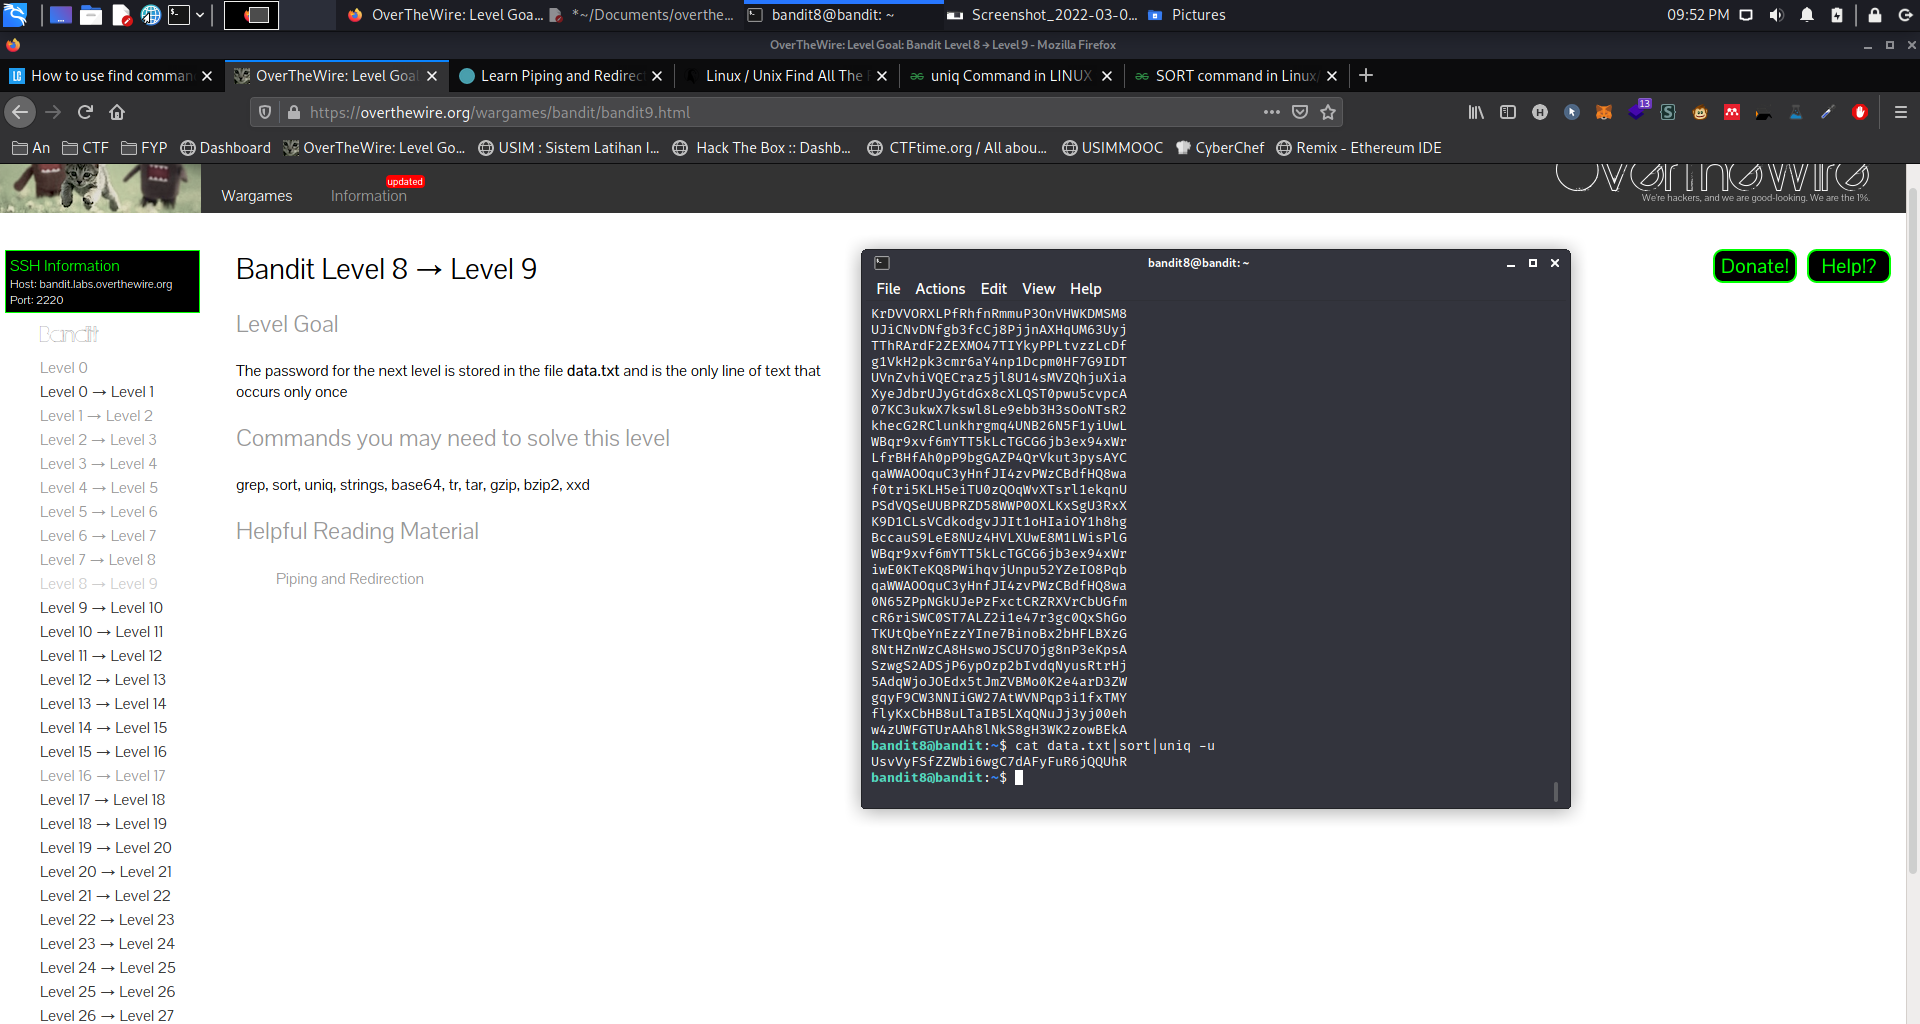 OverTheWire: Level Goa...
*~/Documents/overthe...
bandit8@bandit: ~
Screenshot_2022-03-0...
Pictures
09:52 PM
OverTheWire: Level Goal: Bandit Level 8 → Level 9 - Mozilla Firefox
How to use find comman
OverTheWire: Level Goal
Learn Piping and Redirec
Linux / Unix Find All The
uniq Command in LINUX
SORT command in Linux/
https://overthewire.org/wargames/bandit/bandit9.html
13
An
CTF
FYP
Dashboard
OverTheWire: Level Go...
USIM : Sistem Latihan I...
Hack The Box :: Dashb...
CTFtime.org / All abou...
USIMMOOC
CyberChef
Remix - Ethereum IDE
OverTheWire
We're hackers, and we are good-looking. We are the 1%.
Wargames
Information
updated
SSH Information
Host: bandit.labs.overthewire.org
Port: 2220
Bandit
Level 0
Level 0 → Level 1
Level 1 → Level 2
Level 2 → Level 3
Level 3 → Level 4
Level 4 → Level 5
Level 5 → Level 6
Level 6 → Level 7
Level 7 → Level 8
Level 8 → Level 9
Level 9 → Level 10
Level 10 → Level 11
Level 11 → Level 12
Level 12 → Level 13
Level 13 → Level 14
Level 14 → Level 15
Level 15 → Level 16
Level 16 → Level 17
Level 17 → Level 18
Level 18 → Level 19
Level 19 → Level 20
Level 20 → Level 21
Level 21 → Level 22
Level 22 → Level 23
Level 23 → Level 24
Level 24 → Level 25
Level 25 → Level 26
Level 26 → Level 27
Bandit Level 8 → Level 9
Level Goal
The password for the next level is stored in the file data.txt and is the only line of text that
occurs only once
Commands you may need to solve this level
grep, sort, uniq, strings, base64, tr, tar, gzip, bzip2, xxd
Helpful Reading Material
Piping and Redirection
Donate!
Help!?
bandit8@bandit: ~
File Actions Edit View Help
KrDVVORXLPfRhfnRmmuP3OnVHWKDMSM8
UJiCNvDNfgb3fcCj8PjjnAXHqUM63Uyj
TThRArdF2ZEXMO47TIYkyPPLtvzzLcDf
g1VkH2pk3cmr6aY4np1Dcpm0HF7G9IDT
UVnZvhiVQECraz5jl8U14sMVZQhjuXia
XyeJdbrUJyGtdGx8cXLQST0pwu5cvpcA
07KC3ukwX7kswl8Le9ebb3H3sOoNTsR2
khecG2RClunkhrgmq4UNB26N5F1yiUwL
WBqr9xvf6mYTT5kLcTGCG6jb3ex94xWr
LfrBHfAh0pP9bgGAZP4QrVkut3pysAYC
qaWWAOOquC3yHnfJI4zvPWzCBdfHQ8wa
f0tri5KLH5eiTU0zQOqWvXTsrl1ekqnU
PSdVQSeUUBPRZD58WWP0OXLKxSgU3RxX
K9D1CLsVCdkodgvJJIt1oHIaiOY1h8hg
BccauS9LeE8NUz4HVLXUwE8M1LWisPlG
WBqr9xvf6mYTT5kLcTGCG6jb3ex94xWr
iwE0KTeKQ8PWihqvjUnpu52YZeIO8Pqb
qaWWAOOquC3yHnfJI4zvPWzCBdfHQ8wa
0N65ZPpNGkUJePzFxctCRZRXVrCbUGfm
cR6riSWC0ST7ALZ2i1e47r3gc0QxShGo
TKUtQbeYnEzzYIne7BinoBx2bHFLBXzG
8NtHZnWzCA8HswoJSCU7Ojg8nP3eKpsA
SzwgS2ADSjP6ypOzp2bIvdqNyusRtrHj
5AdqWjoJOEdx5tJmZVBMo0K2e4arD3ZW
gqyF9CW3NNIiGW27AtWVNPqp3i1fxTMY
flyKxCbHB8uLTaIB5LXqQNuJj3yj00eh
w4zUWFGTUrAAh8lNkS8gH3WK2zowBEkA
bandit8@bandit:~$ cat data.txt|sort|uniq -u
UsvVyFSfZZWbi6wgC7dAFyFuR6jQQUhR
bandit8@bandit:~$